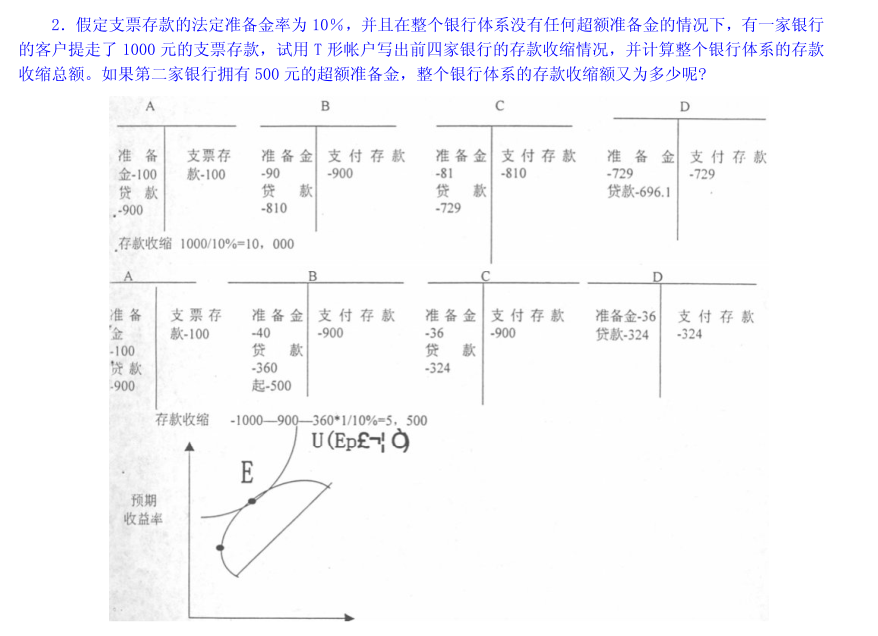 2．假定支票存款的法定准备金率为 10%，并且在整个银行体系没有任何超额准备金的情况下，有一家银行
的客户提走了 1000 元的支票存款，试用 T 形帐户写出前四家银行的存款收缩情况，并计算整个银行体系的存款
收缩总额。如果第二家银行拥有 500 元的超额准备金，整个银行体系的存款收缩额又为多少呢?
A B C D
准 备 支票存 准 备 金 支 付 存 款 准 备 金 支 付 存 款 准 备 金 支 付 存 款
金-100 款-100 -90 -900 -81 -810 -729 -729
贷 款 贷 款 贷 款 贷款-696.1
-900 -810 -729
存款收缩 1000/10%=10，000
A B C D
准 备 支 票 存 准 备 金 支 付 存 款 准 备 金 支 付 存 款 准备金-36 支 付 存 款
金 款-100 -40 -900 -36 -900 贷款-324 -324
-100 贷 款 贷 款
贷 款 -360 -324
-900 起-500
存款收缩 -1000—900—360*1/10%=5，500
U(Ep£¬¦Ò)
E
预期
收益率